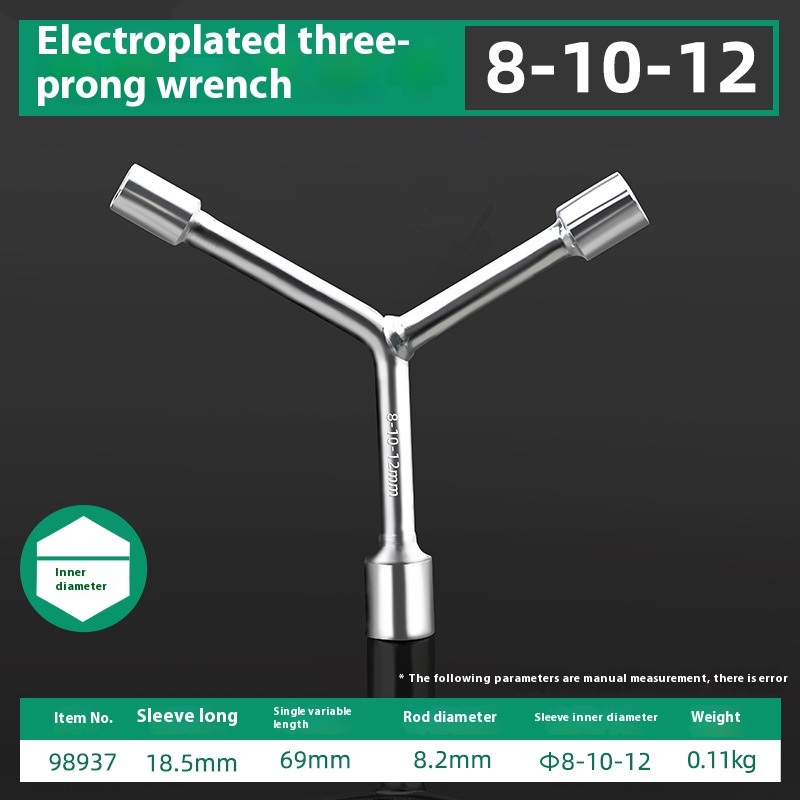 Electroplated three-
prong wrench
8-10-12
8-10-12mm
Inner
diameter
* The following parameters are manual measurement, there is error
Item No. Sleeve long Single variable length Rod diameter Sleeve inner diameter Weight
98937 18.5mm 69mm 8.2mm Φ8-10-12 0.11kg